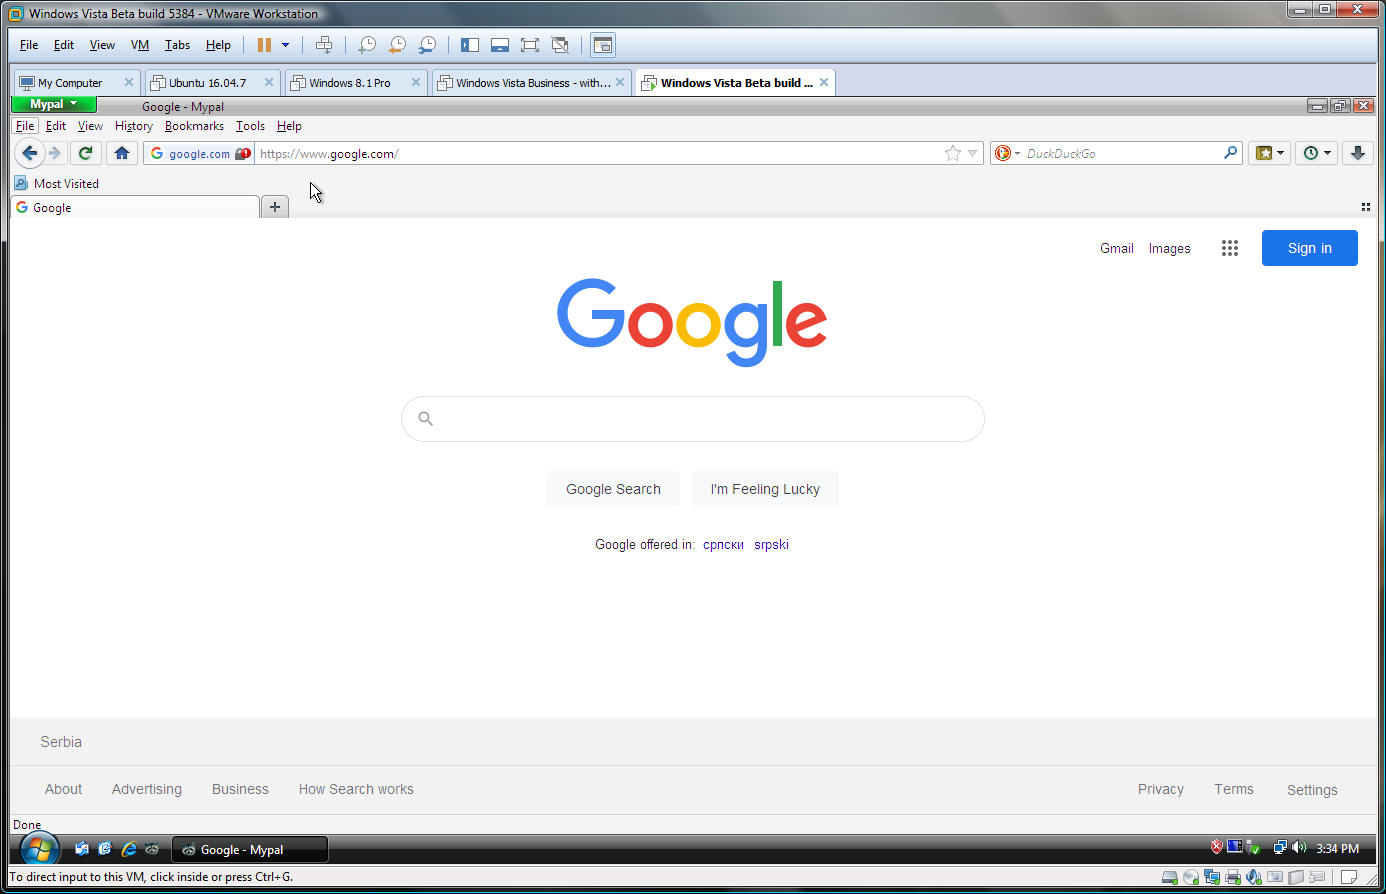 Windows Vista Beta build 5384 - VMware Workstation
File Edit View VM Tabs Help
My Computer Ubuntu 16.04.7 Windows 8.1 Pro Windows Vista Business - with... Windows Vista Beta build ...
Mypal Google - Mypal
File Edit View History Bookmarks Tools Help
google.com https://www.google.com/ DuckDuckGo
Most Visited
Google
Gmail Images Sign in
Google
Google Search I'm Feeling Lucky
Google offered in: српски srpski
Serbia
About Advertising Business How Search works Privacy Terms Settings
Done
Google - Mypal 3:34 PM
To direct input to this VM, click inside or press Ctrl+G.